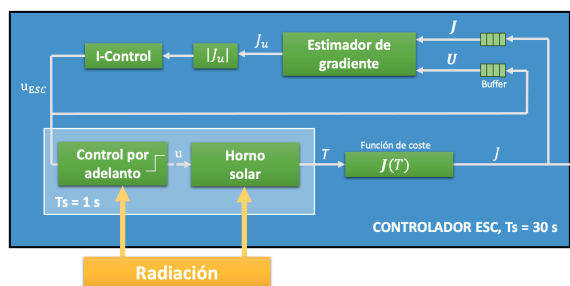 J
I-Control
|Jᵤ|
Jᵤ
Estimador de
gradiente
U
Buffer
u_ESC
Control por
adelanto
u
Horno
solar
T
Función de coste
J(T)
J
Ts = 1 s
CONTROLADOR ESC, Ts = 30 s
Radiación